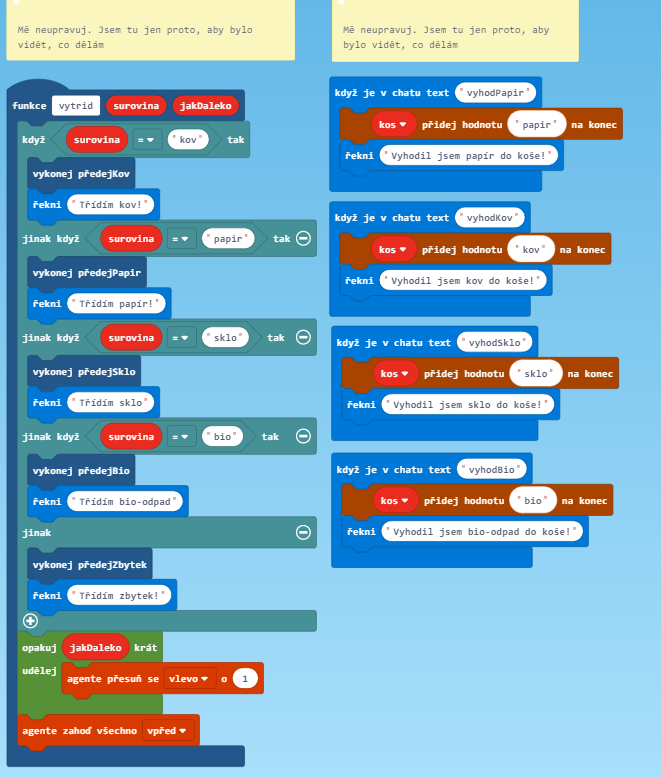 Mě neupravuj. Jsem tu jen proto, aby bylo
vidět, co dělám
funkce vytrid surovina jakDaleko
když surovina = "kov" tak
vykonej předejKov
řekni "Třídím kov!"
jinak když surovina = "papir" tak
vykonej předejPapir
řekni "Třídím papír!"
jinak když surovina = "sklo" tak
vykonej předejSklo
řekni "Třídím sklo"
jinak když surovina = "bio" tak
vykonej předejBio
řekni "Třídím bio-odpad"
jinak
vykonej předejZbytek
řekni "Třídím zbytek!"
opakuj jakDaleko krát
udělej agente přesuň se vlevo o 1
agente zahoď všechno vpřed
Mě neupravuj. Jsem tu jen proto, aby
bylo vidět, co dělám
když je v chatu text "vyhodPapir"
kos přidej hodnotu "papir" na konec
řekni "Vyhodil jsem papír do koše!"
když je v chatu text "vyhodKov"
kos přidej hodnotu "kov" na konec
řekni "Vyhodil jsem kov do koše!"
když je v chatu text "vyhodSklo"
kos přidej hodnotu "sklo" na konec
řekni "Vyhodil jsem sklo do koše!"
když je v chatu text "vyhodBio"
kos přidej hodnotu "bio" na konec
řekni "Vyhodil jsem bio-odpad do koše!"